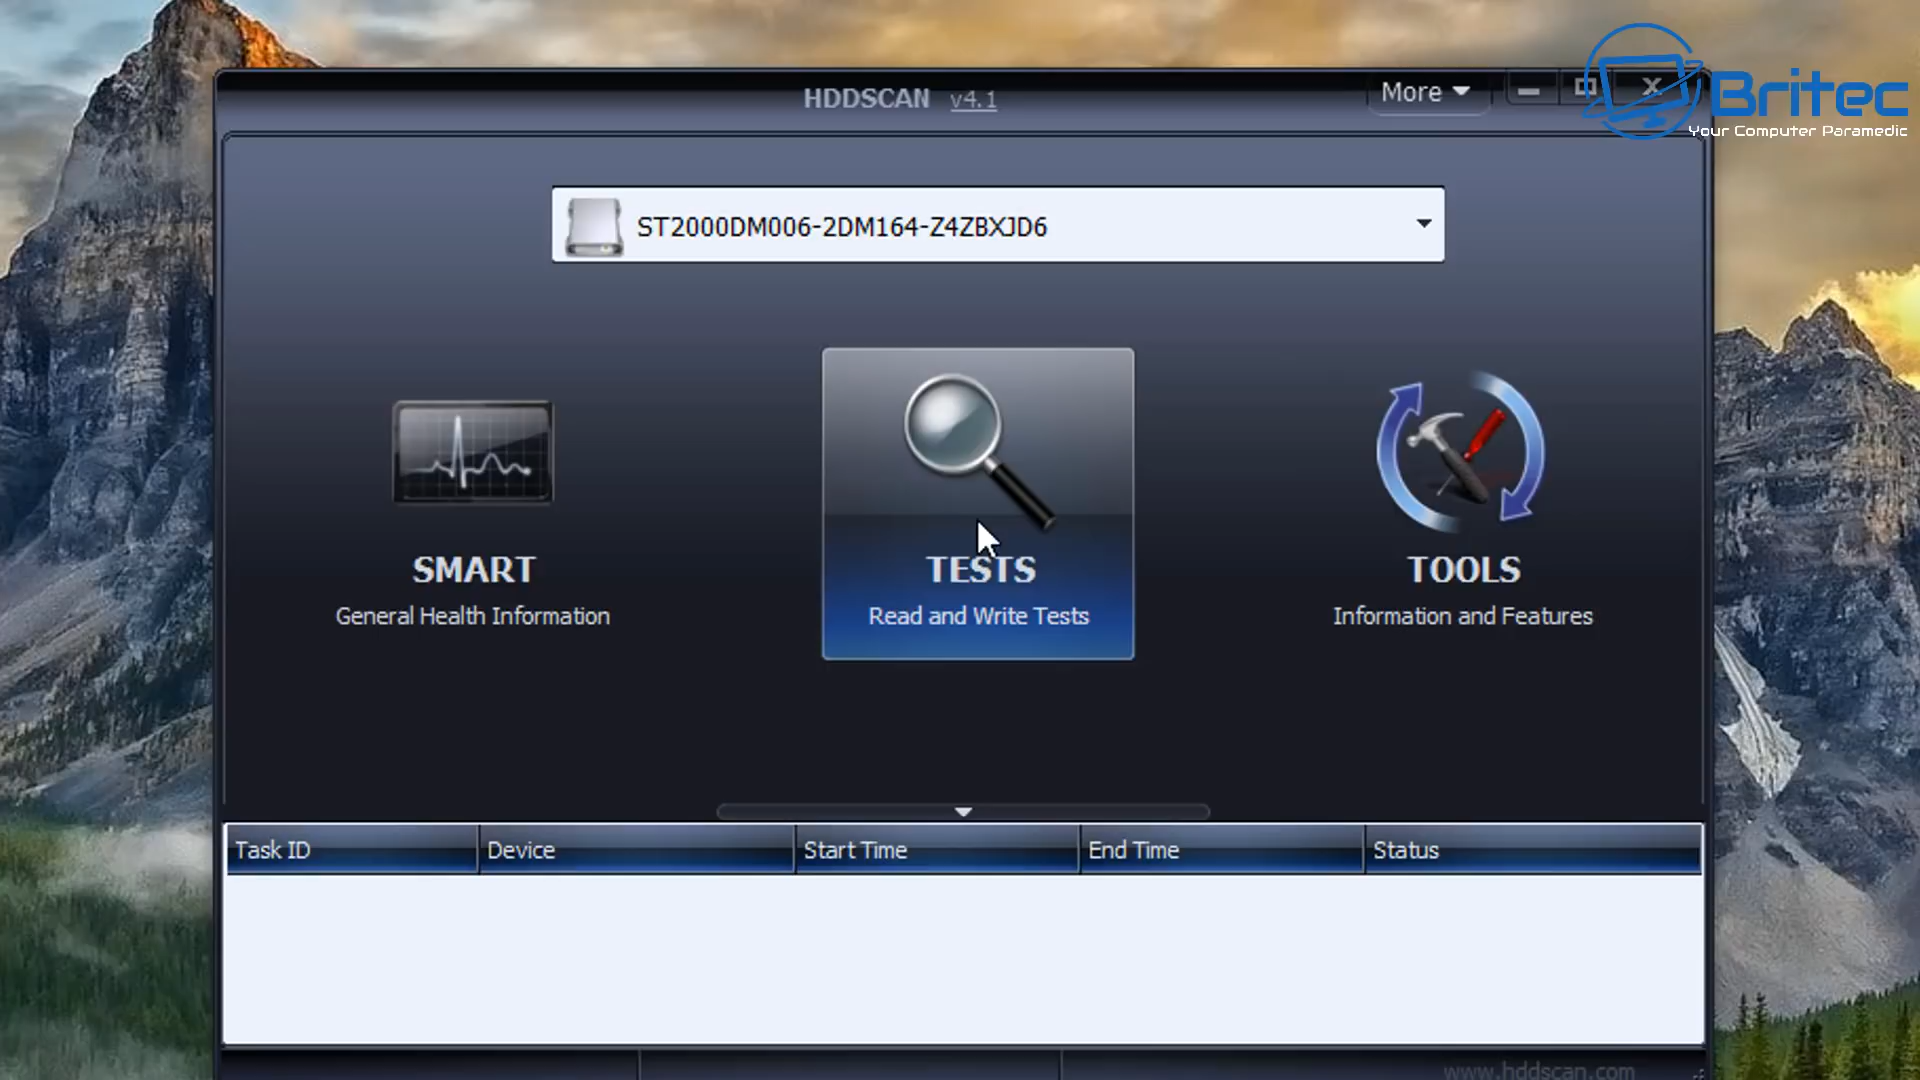 HDDSCAN v4.1
More
Britec
Your Computer Paramedic
ST2000DM006-2DM164-Z4ZBXJD6
SMART
General Health Information
TESTS
Read and Write Tests
TOOLS
Information and Features
Task ID Device Start Time End Time Status
www.hddscan.com